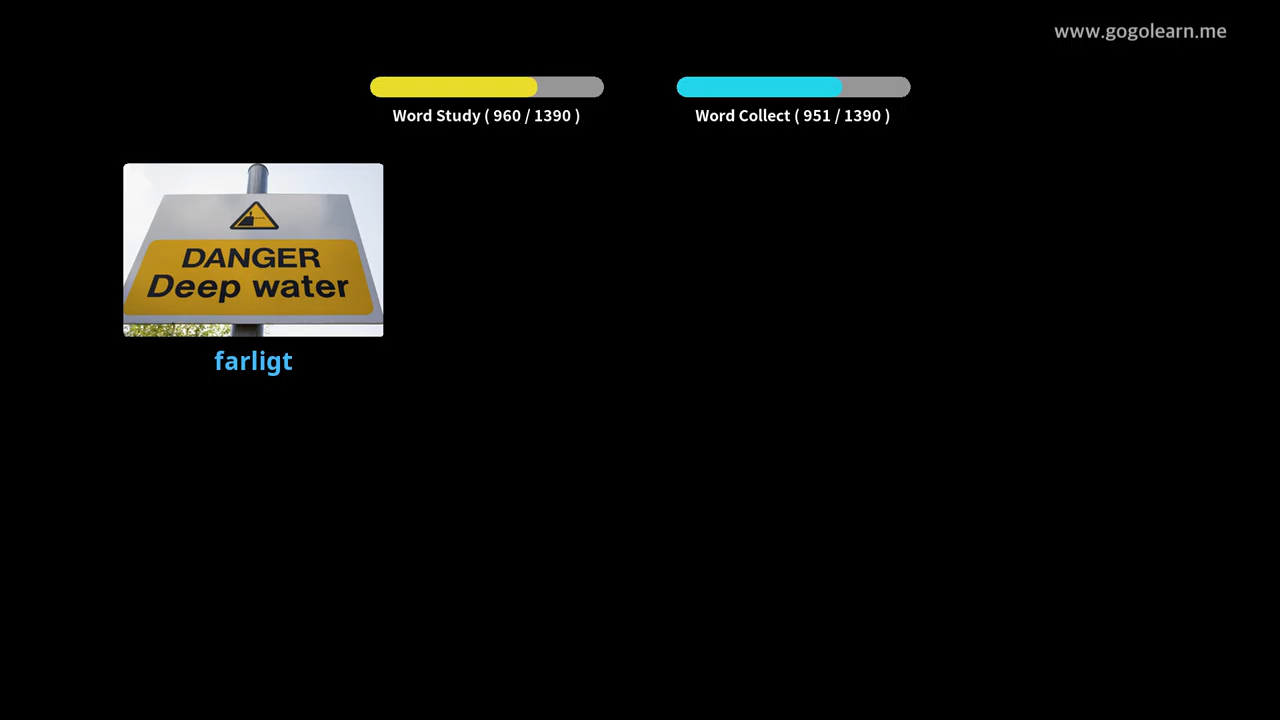 www.gogolearn.me
Word Study ( 960 / 1390 )
Word Collect ( 951 / 1390 )
DANGER
Deep water
farligt